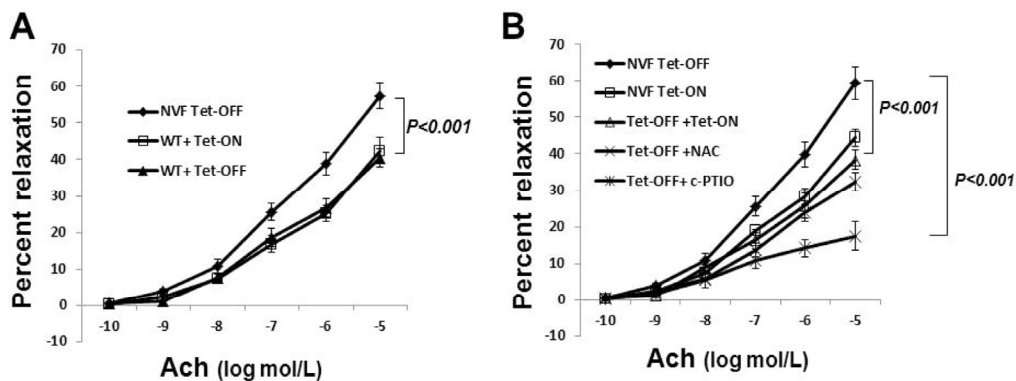 A
Percent relaxation
70
60
50
40
30
20
10
0
-10
NVF Tet-OFF
WT+ Tet-ON
WT+ Tet-OFF
P<0.001
-10 -9 -8 -7 -6 -5
Ach (log mol/L)
B
Percent relaxation
70
60
50
40
30
20
10
0
-10
NVF Tet-OFF
NVF Tet-ON
Tet-OFF +Tet-ON
Tet-OFF +NAC
Tet-OFF+ c-PTIO
P<0.001
P<0.001
-10 -9 -8 -7 -6 -5
Ach (log mol/L)